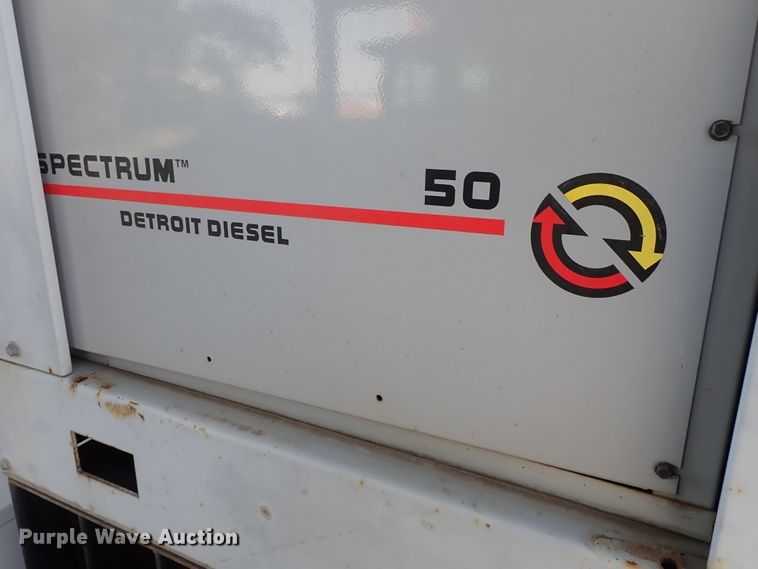 SPECTRUM™
50
DETROIT DIESEL
Purple Wave Auction